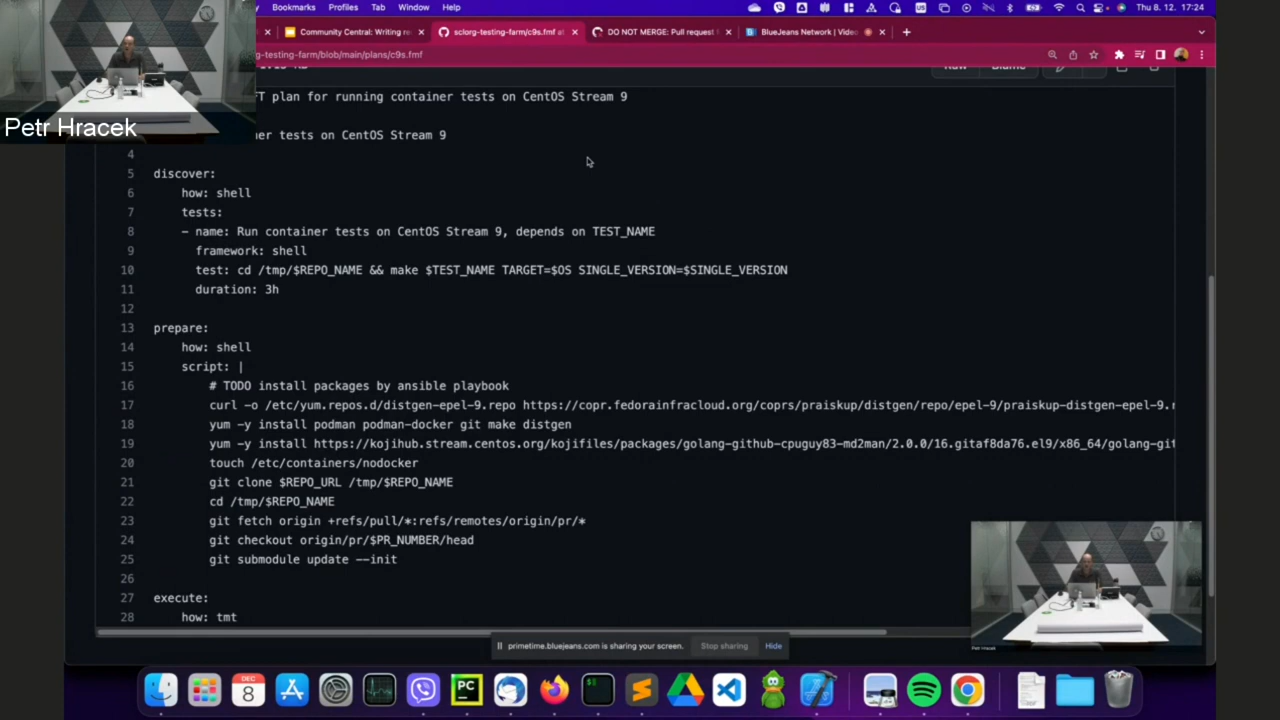 Bookmarks Profiles Tab Window Help
Thu 8. 12. 17:24
Community Central: Writing re
sclorg-testing-farm/c9s.fmf at
DO NOT MERGE: Pull request
BlueJeans Network | Video
g-testing-farm/blob/main/plans/c9s.fmf
Petr Hracek
T plan for running container tests on CentOS Stream 9
er tests on CentOS Stream 9
4
5 discover:
6 how: shell
7 tests:
8 - name: Run container tests on CentOS Stream 9, depends on TEST_NAME
9 framework: shell
10 test: cd /tmp/$REPO_NAME && make $TEST_NAME TARGET=$OS SINGLE_VERSION=$SINGLE_VERSION
11 duration: 3h
12
13 prepare:
14 how: shell
15 script: |
16 # TODO install packages by ansible playbook
17 curl -o /etc/yum.repos.d/distgen-epel-9.repo https://copr.fedorainfracloud.org/coprs/praiskup/distgen/repo/epel-9/praiskup-distgen-epel-9.r
18 yum -y install podman podman-docker git make distgen
19 yum -y install https://kojihub.stream.centos.org/kojifiles/packages/golang-github-cpuguy83-md2man/2.0.0/16.gitaf8da76.el9/x86_64/golang-git
20 touch /etc/containers/nodocker
21 git clone $REPO_URL /tmp/$REPO_NAME
22 cd /tmp/$REPO_NAME
23 git fetch origin +refs/pull/*:refs/remotes/origin/pr/*
24 git checkout origin/pr/$PR_NUMBER/head
25 git submodule update --init
26
27 execute:
28 how: tmt
Petr Hracek
primetime.bluejeans.com is sharing your screen. Stop sharing Hide
DEC
8
PC